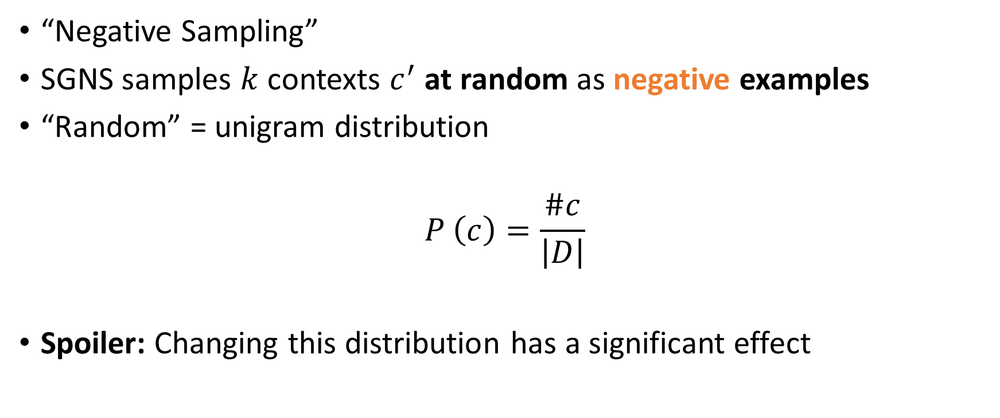 • “Negative Sampling”
• SGNS samples k contexts c′ at random as negative examples
• “Random” = unigram distribution
P (c) = #c / |D|
• Spoiler: Changing this distribution has a significant effect